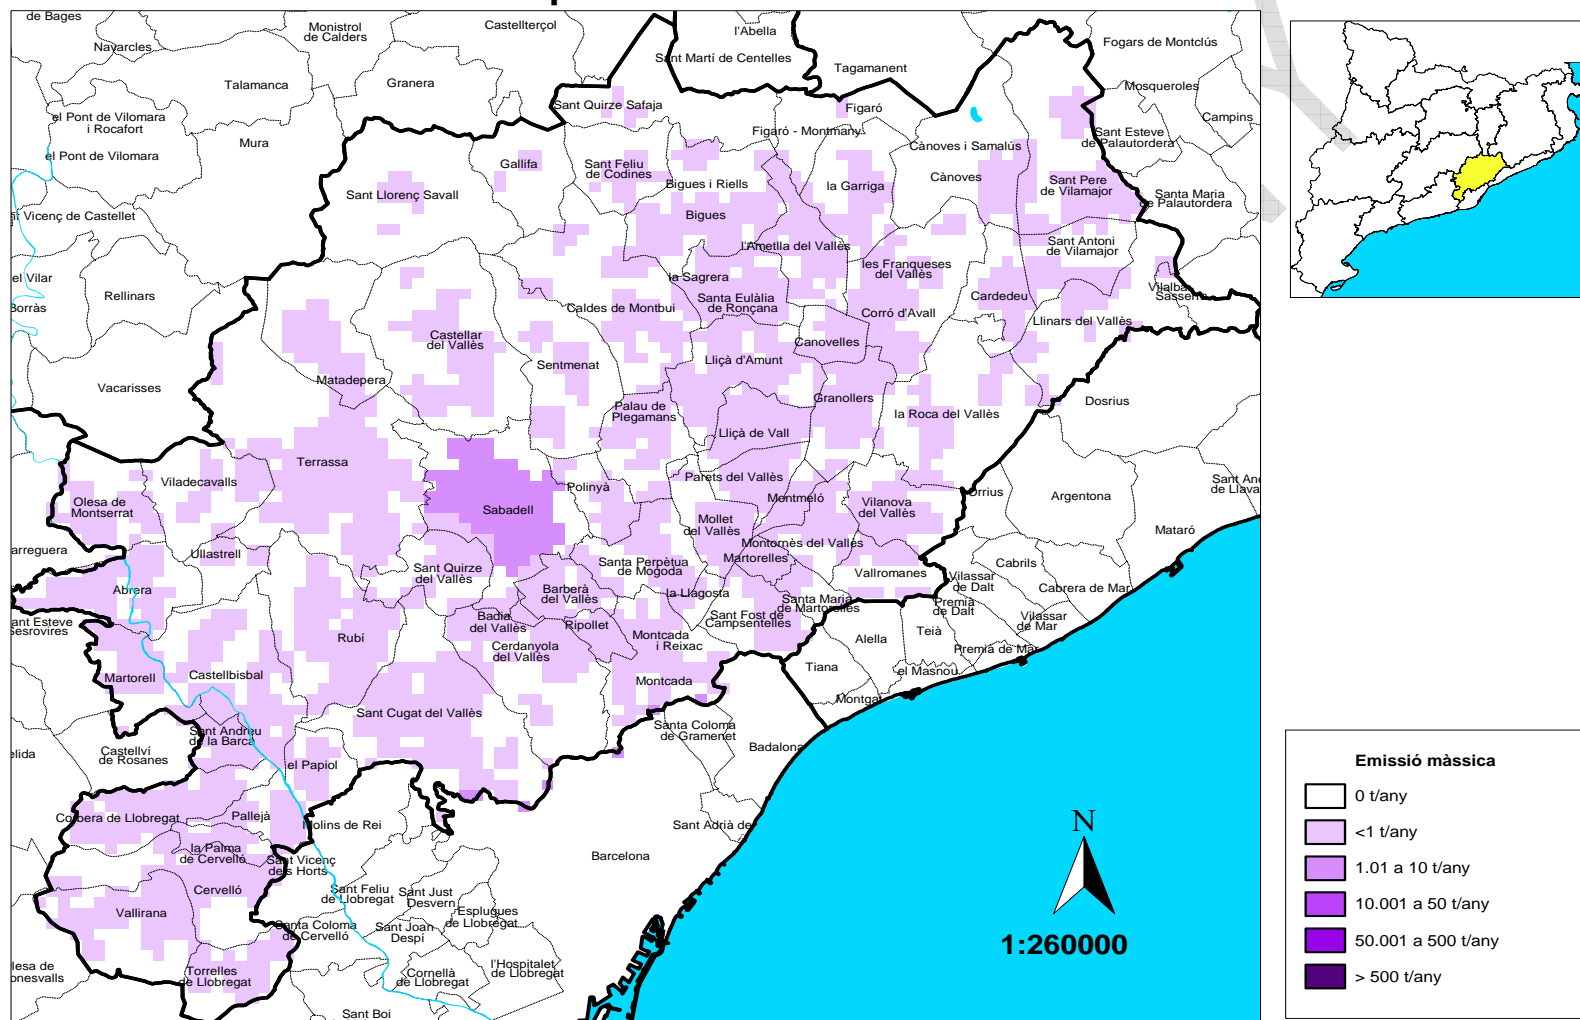 de Bages
Navarcles
Monistrol
de Calders
Castellterçol
l'Abella
Sant Martí de Centelles
Tagamanent
Fogars de Montclús
Talamanca
Granera
Mosqueroles
Sant Quirze Safaja
Figaró
Campins
el Pont de Vilomara
i Rocafort
Figaró - Montmany
Sant Esteve
de Palautordera
Mura
Cànoves i Samalús
el Pont de Vilomara
Gallifa
Sant Feliu
de Codines
Cànoves
Bigues i Riells
la Garriga
Sant Pere
de Vilamajor
Sant Llorenç Savall
Santa Maria
de Palautordera
Vicenç de Castellet
Bigues
l'Ametlla del Vallès
Sant Antoni
de Vilamajor
el Vilar
la Sagrera
les Franqueses
del Vallès
Rellinars
Santa Eulàlia
de Ronçana
Cardedeu
Vilalba
Sasserra
Borràs
Caldes de Montbui
Corró d'Avall
Llinars del Vallès
Castellar
del Vallès
Canovelles
Sentmenat
Lliçà d'Amunt
Matadepera
Vacarisses
Granollers
Dosrius
Palau de
Plegamans
la Roca del Vallès
Lliçà de Vall
Terrassa
Parets del Vallès
Viladecavalls
Polinyà
Montmeló
Orrius
Argentona
Olesa de
Montserrat
Vilanova
del Vallès
Sabadell
Mollet
del Vallès
Mataró
Montornès del Vallès
arreguera
Ullastrell
Martorelles
Santa Perpètua
de Mogoda
Cabrils
Sant Quirze
del Vallès
Vallromanes
Vilassar
de Dalt
Abrera
Barberà
del Vallès
la Llagosta
Cabrera de Mar
Santa Maria
de Martorelles
Premià
de Dalt
Sant Fost de
Campsentelles
Vilassar
de Mar
ant Esteve
Sesrovires
Badia
del Vallès
Ripollet
Rubí
Montcada
i Reixac
Alella
Teià
Cerdanyola
del Vallès
Premià de Mar
Tiana
el Masnou
Castellbisbal
Martorell
Montcada
Montgat
Sant Cugat del Vallès
Sant Andreu
de la Barca
Santa Coloma
de Gramenet
Badalona
Castellví
de Rosanes
elida
el Papiol
Corbera de Llobregat
Pallejà
Molins de Rei
Sant Adrià de
la Palma
de Cervelló
Sant Vicenç
dels Horts
Barcelona
Cervelló
Sant Feliu
de Llobregat
Sant Just
Desvern
Vallirana
Esplugues
de Llobregat
Santa Coloma
de Cervelló
Sant Joan
Despí
Torrelles
de Llobregat
Cornellà
de Llobregat
l'Hospitalet
de Llobregat
Sant Boi
N
1:260000
Emissió màssica
0 t/any
<1 t/any
1.01 a 10 t/any
10.001 a 50 t/any
50.001 a 500 t/any
> 500 t/any